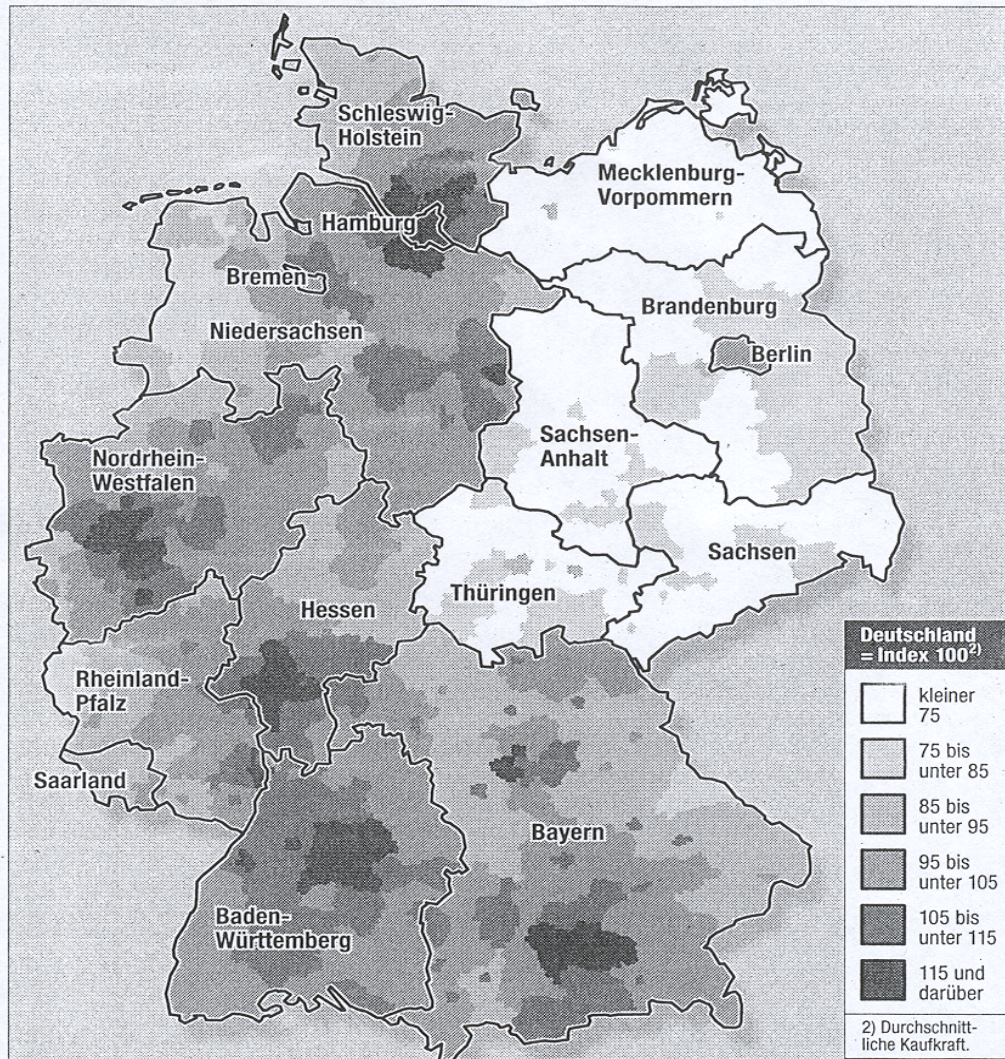 Schleswig-
Holstein
Mecklenburg-
Vorpommern
Hamburg
Bremen
Niedersachsen
Brandenburg
Berlin
Sachsen-
Anhalt
Nordrhein-
Westfalen
Sachsen
Thüringen
Hessen
Rheinland-
Pfalz
Saarland
Bayern
Baden-
Württemberg
Deutschland
= Index 100²⁾
kleiner
75
75 bis
unter 85
85 bis
unter 95
95 bis
unter 105
105 bis
unter 115
115 und
darüber
2) Durchschnitt-
liche Kaufkraft.